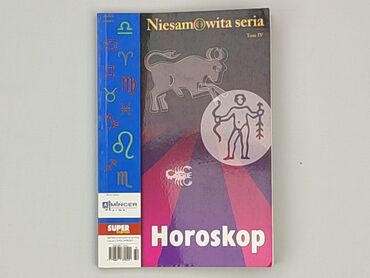 Niesamowita seria
Tom IV
MINCER
SUPER
Horoskop